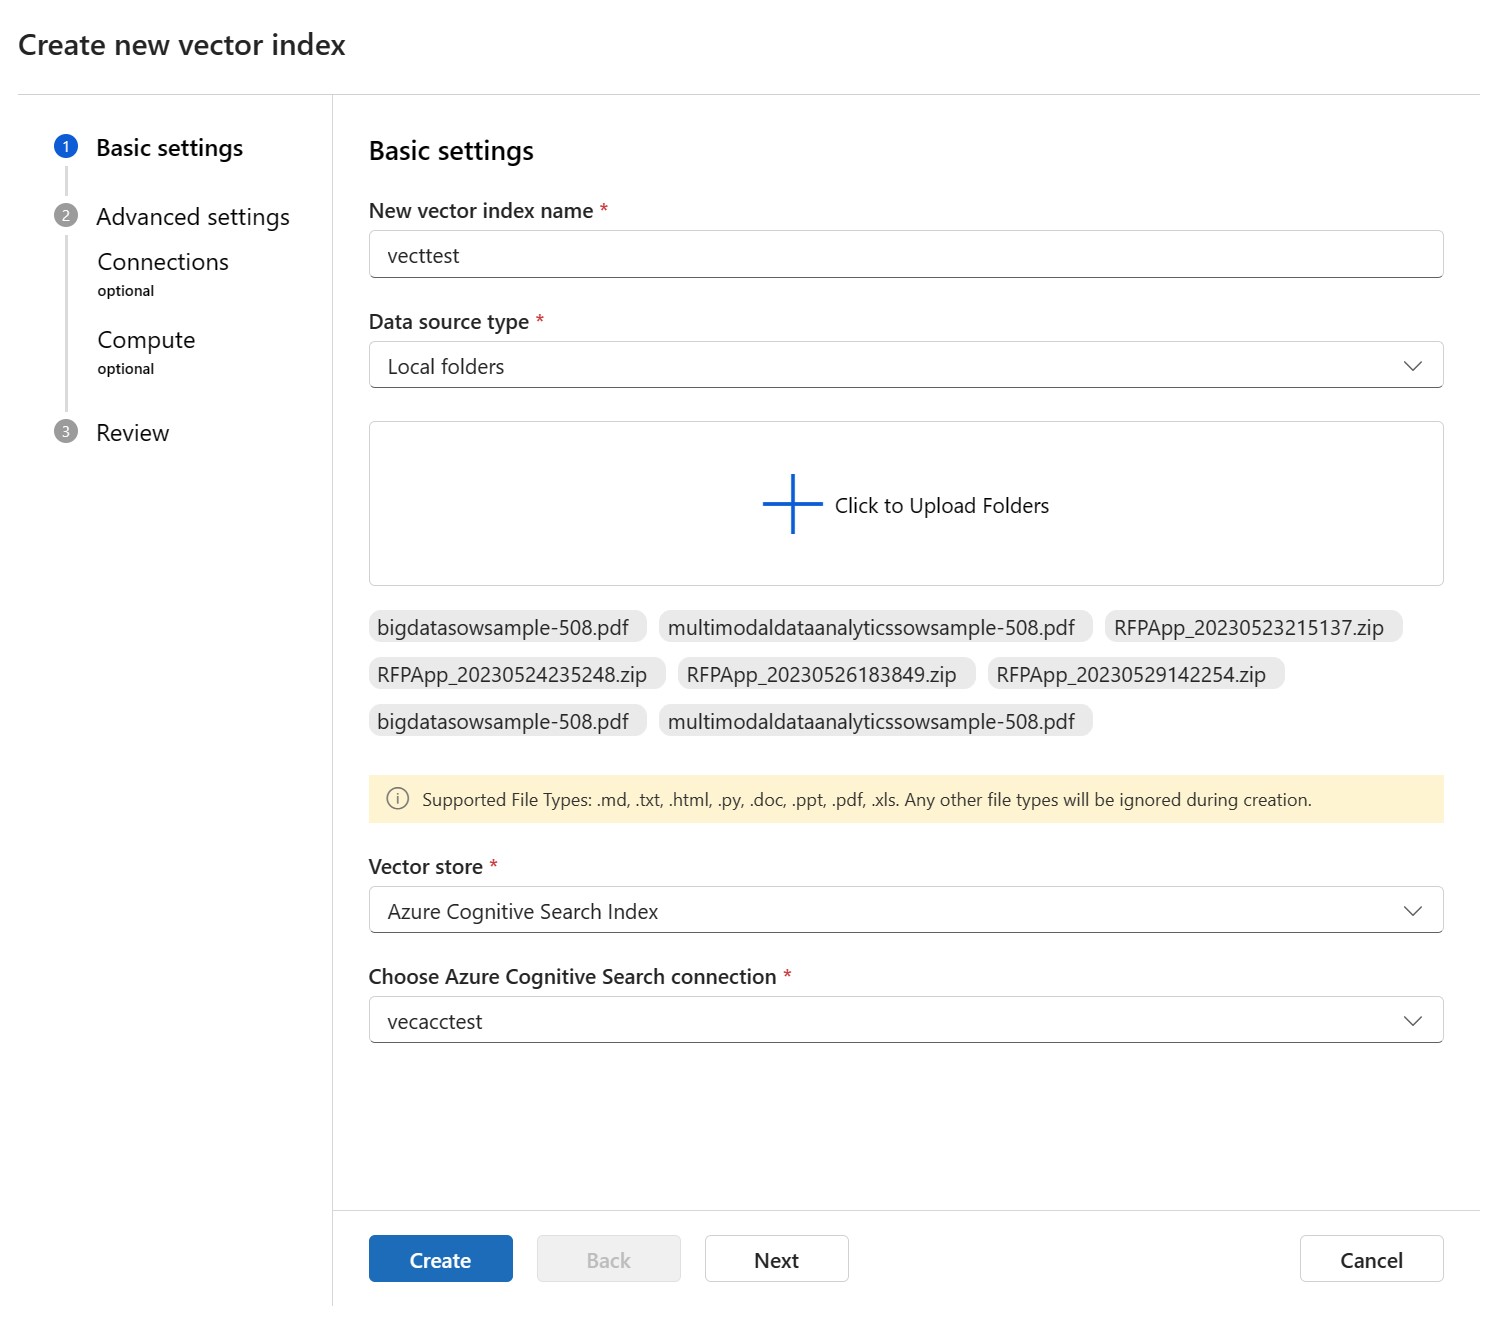 Create new vector index
1 Basic settings
2 Advanced settings
Connections
optional
Compute
optional
3 Review
Basic settings
New vector index name *
vecttest
Data source type *
Local folders
Click to Upload Folders
bigdatasowsample-508.pdf multimodaldataanalyticssowsample-508.pdf RFPApp_20230523215137.zip
RFPApp_20230524235248.zip RFPApp_20230526183849.zip RFPApp_20230529142254.zip
bigdatasowsample-508.pdf multimodaldataanalyticssowsample-508.pdf
Supported File Types: .md, .txt, .html, .py, .doc, .ppt, .pdf, .xls. Any other file types will be ignored during creation.
Vector store *
Azure Cognitive Search Index
Choose Azure Cognitive Search connection *
vecacctest
Create Back Next Cancel